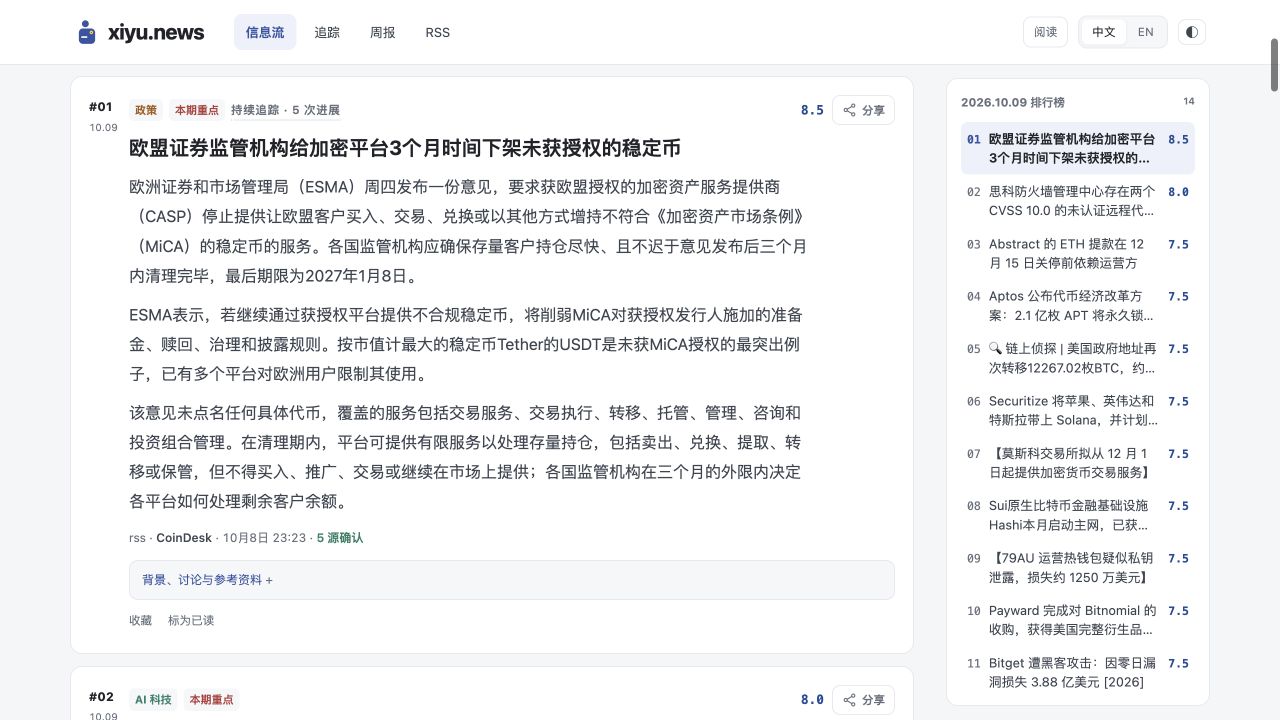 xiyu.news
信息流
追踪
周报
RSS
阅读
中文
EN
#01
10.09
政策
本期重点
持续追踪 · 5 次进展
8.5
分享
欧盟证券监管机构给加密平台3个月时间下架未获授权的稳定币
欧洲证券和市场管理局（ESMA）周四发布一份意见，要求获欧盟授权的加密资产服务提供商
（CASP）停止提供让欧盟客户买入、交易、兑换或以其他方式增持不符合《加密资产市场条例》
（MiCA）的稳定币的服务。各国监管机构应确保存量客户持仓尽快、且不迟于意见发布后三个月
内清理完毕，最后期限为2027年1月8日。
ESMA表示，若继续通过获授权平台提供不合规稳定币，将削弱MiCA对获授权发行人施加的准备
金、赎回、治理和披露规则。按市值计最大的稳定币Tether的USDT是未获MiCA授权的最突出例
子，已有多个平台对欧洲用户限制其使用。
该意见未点名任何具体代币，覆盖的服务包括交易服务、交易执行、转移、托管、管理、咨询和
投资组合管理。在清理期内，平台可提供有限服务以处理存量持仓，包括卖出、兑换、提取、转
移或保管，但不得买入、推广、交易或继续在市场上提供；各国监管机构在三个月的外限内决定
各平台如何处理剩余客户余额。
rss · CoinDesk · 10月8日 23:23 · 5 源确认
背景、讨论与参考资料 +
收藏
标为已读
#02
10.09
AI 科技
本期重点
8.0
分享
2026.10.09 排行榜
14
01 欧盟证券监管机构给加密平台 8.5
3个月时间下架未获授权的...
02 思科防火墙管理中心存在两个 8.0
CVSS 10.0 的未认证远程代...
03 Abstract 的 ETH 提款在 12 7.5
月 15 日关停前依赖运营方
04 Aptos 公布代币经济改革方 7.5
案：2.1 亿枚 APT 将永久锁...
05 🔍 链上侦探 | 美国政府地址再 7.5
次转移12267.02枚BTC，约...
06 Securitize 将苹果、英伟达和 7.5
特斯拉带上 Solana，并计划...
07 【莫斯科交易所拟从 12 月 1 7.5
日起提供加密货币交易服务】
08 Sui原生比特币金融基础设施 7.5
Hashi本月启动主网，已获...
09 【79AU 运营热钱包疑似私钥 7.5
泄露，损失约 1250 万美元】
10 Payward 完成对 Bitnomial 的 7.5
收购，获得美国完整衍生品...
11 Bitget 遭黑客攻击：因零日漏 7.5
洞损失 3.88 亿美元 [2026]